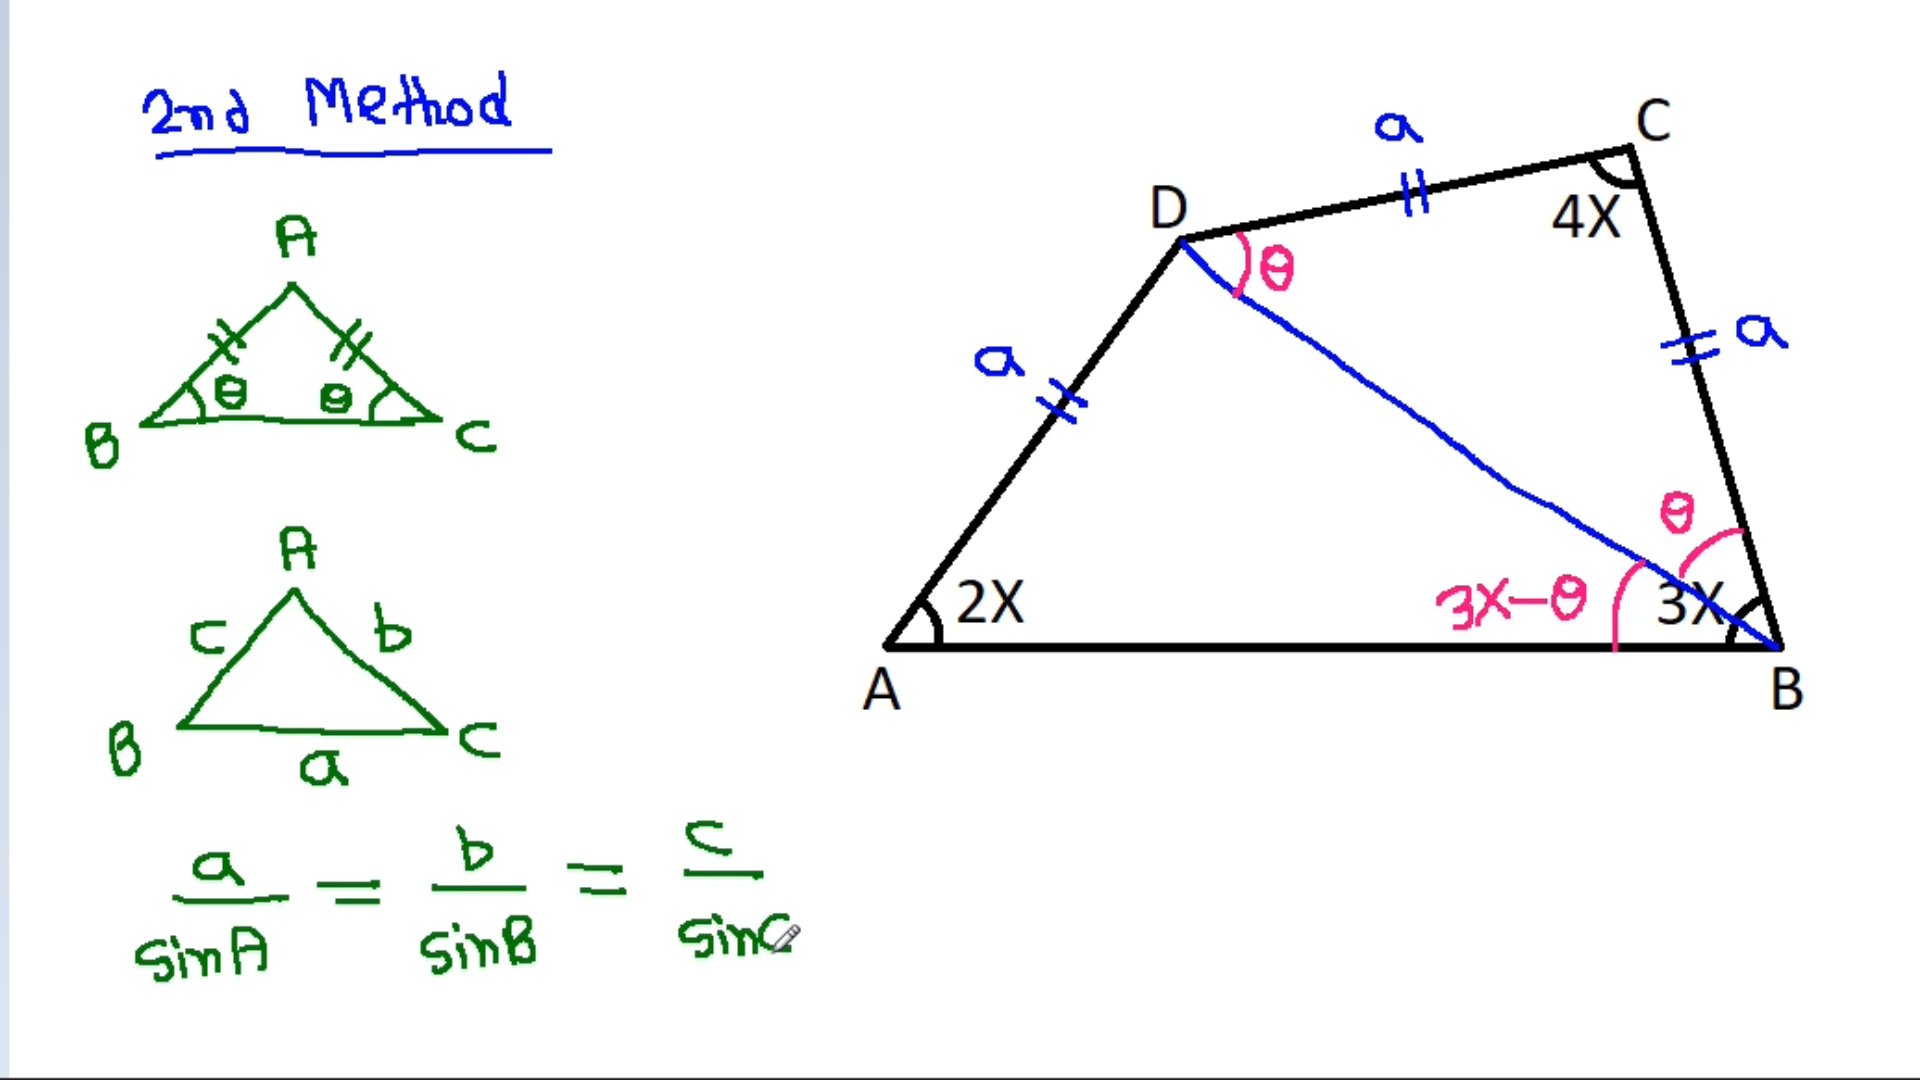 2nd Method
A
θ θ
B C
A
c b
B a C
a/sinA = b/sinB = c/sinC
C
a
D
4X
θ
a
a
θ
2X
3X-θ
3X
A
B